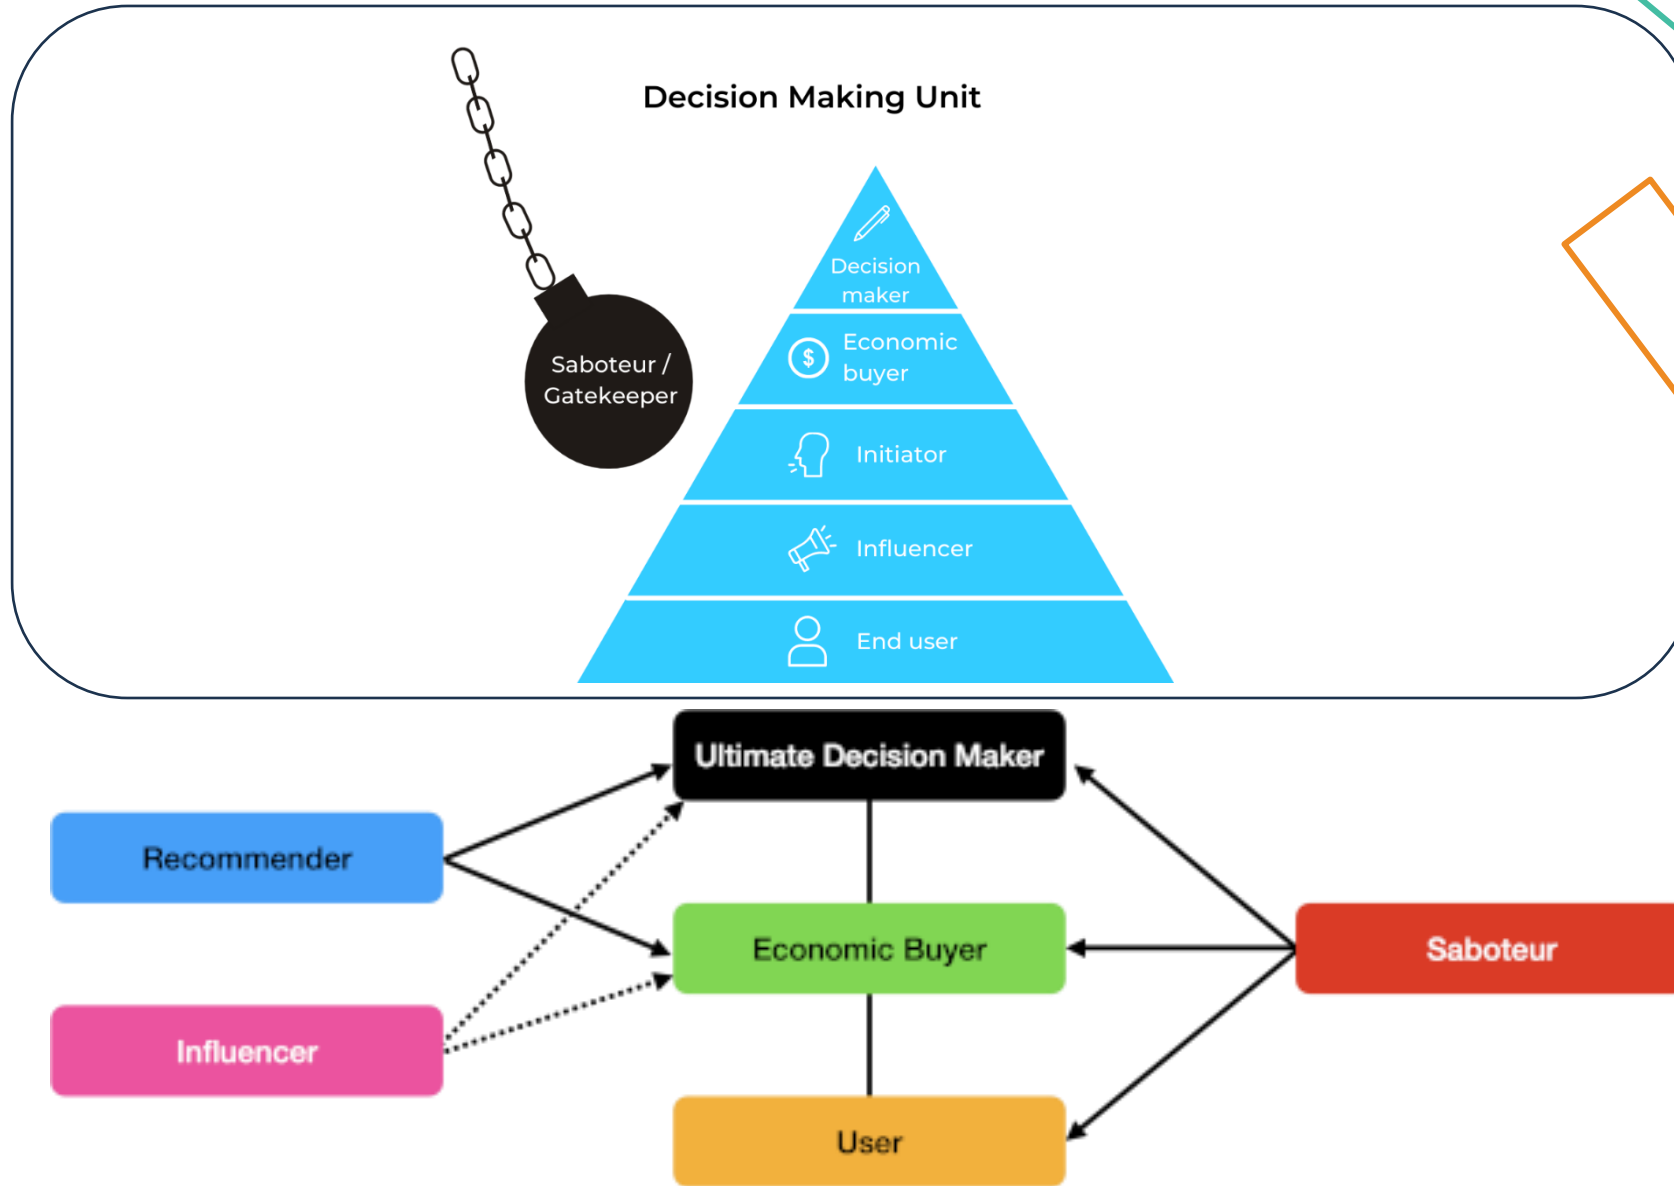 Decision Making Unit
Decision
maker
Saboteur /
Gatekeeper
$
Economic
buyer
Initiator
Influencer
End user
Ultimate Decision Maker
Recommender
Economic Buyer
Saboteur
Influencer
User